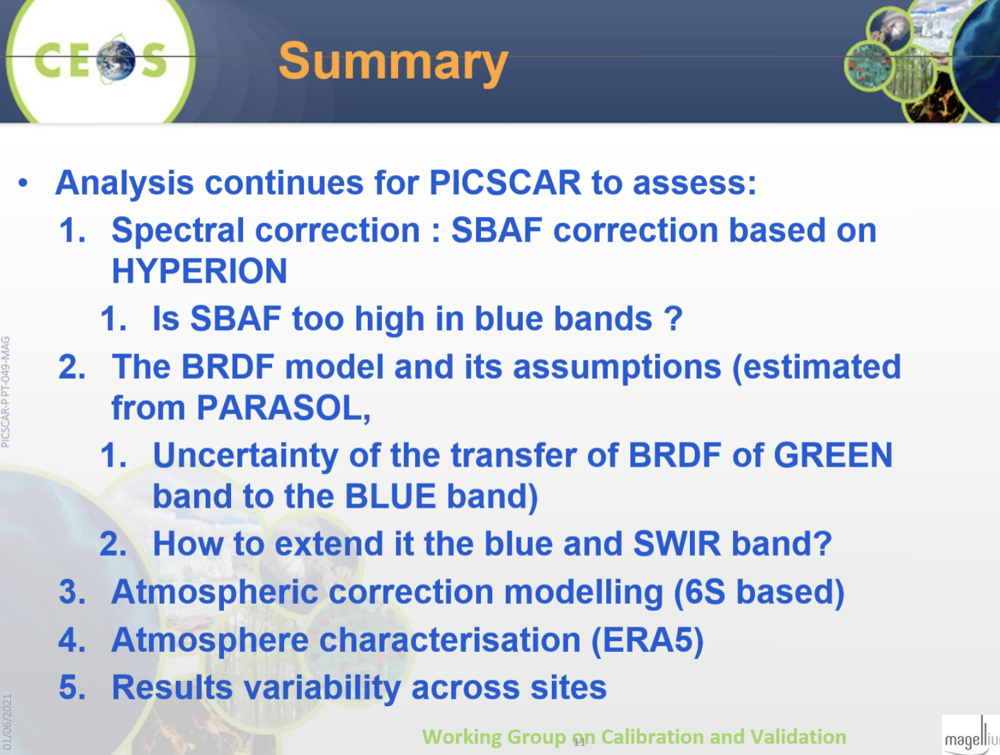 CEOS
Summary
• Analysis continues for PICSCAR to assess:
1. Spectral correction : SBAF correction based on
HYPERION
1. Is SBAF too high in blue bands ?
2. The BRDF model and its assumptions (estimated
from PARASOL,
1. Uncertainty of the transfer of BRDF of GREEN
band to the BLUE band)
2. How to extend it the blue and SWIR band?
3. Atmospheric correction modelling (6S based)
4. Atmosphere characterisation (ERA5)
5. Results variability across sites
PICSCAR-PPT-049-MAG
01/06/2021
Working Group on Calibration and Validation
11
magelliu